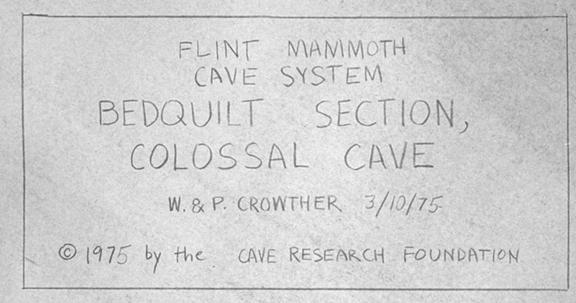 FLINT MAMMOTH
CAVE SYSTEM
BEDQUILT SECTION,
COLOSSAL CAVE
W. & P. CROWTHER 3/10/75
© 1975 by the CAVE RESEARCH FOUNDATION